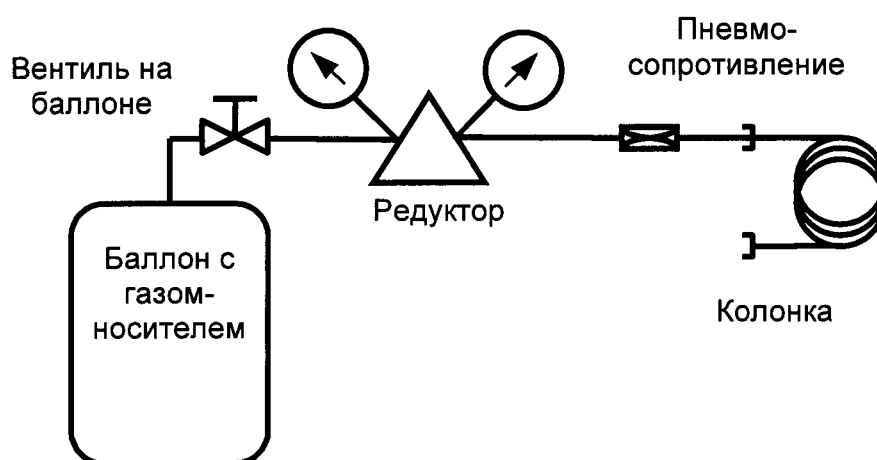 Вентиль на
баллоне
Пневмо-
сопротивление
Редуктор
Баллон с
газом-
носителем
Колонка